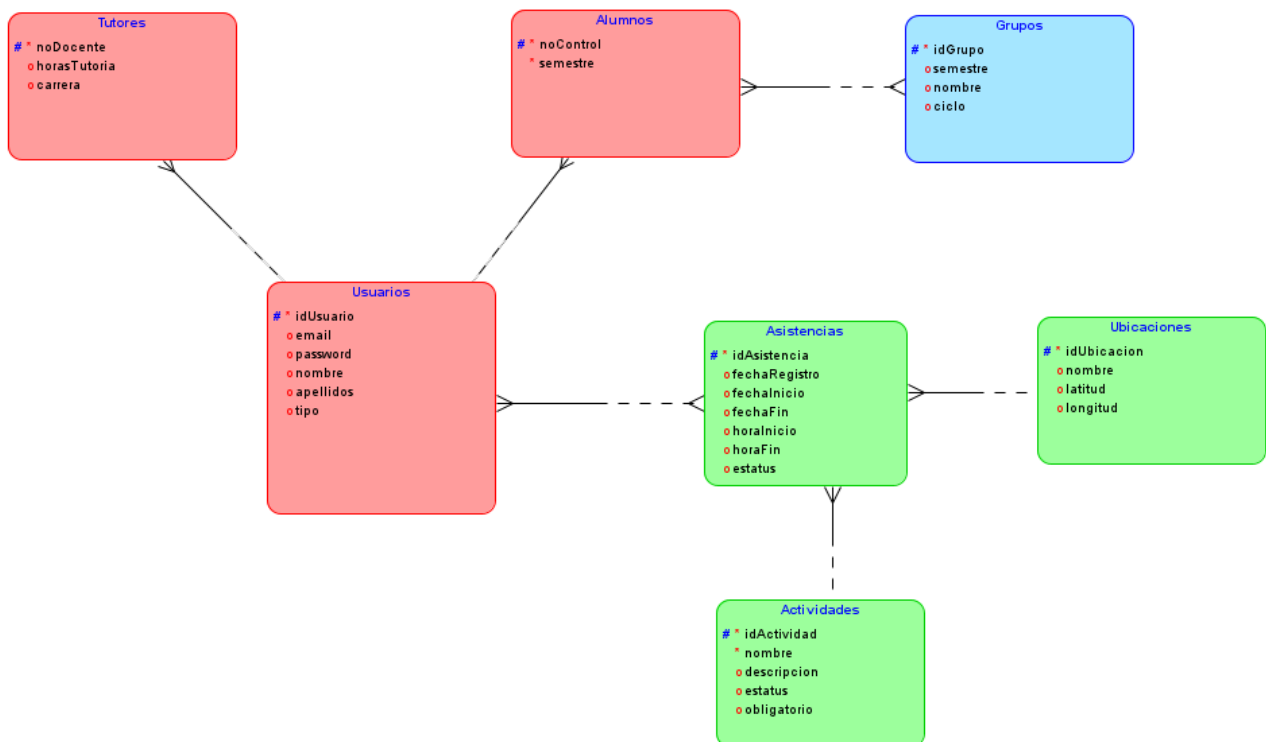 Tutores
# * noDocente
o horasTutoria
o carrera
Alumnos
# * noControl
* semestre
Grupos
# * idGrupo
o semestre
o nombre
o ciclo
Usuarios
# * idUsuario
o email
o password
o nombre
o apellidos
o tipo
Asistencias
# * idAsistencia
o fechaRegistro
o fechaInicio
o fechaFin
o horaInicio
o horaFin
o estatus
Ubicaciones
# * idUbicacion
o nombre
o latitud
o longitud
Actividades
# * idActividad
* nombre
o descripcion
o estatus
o obligatorio